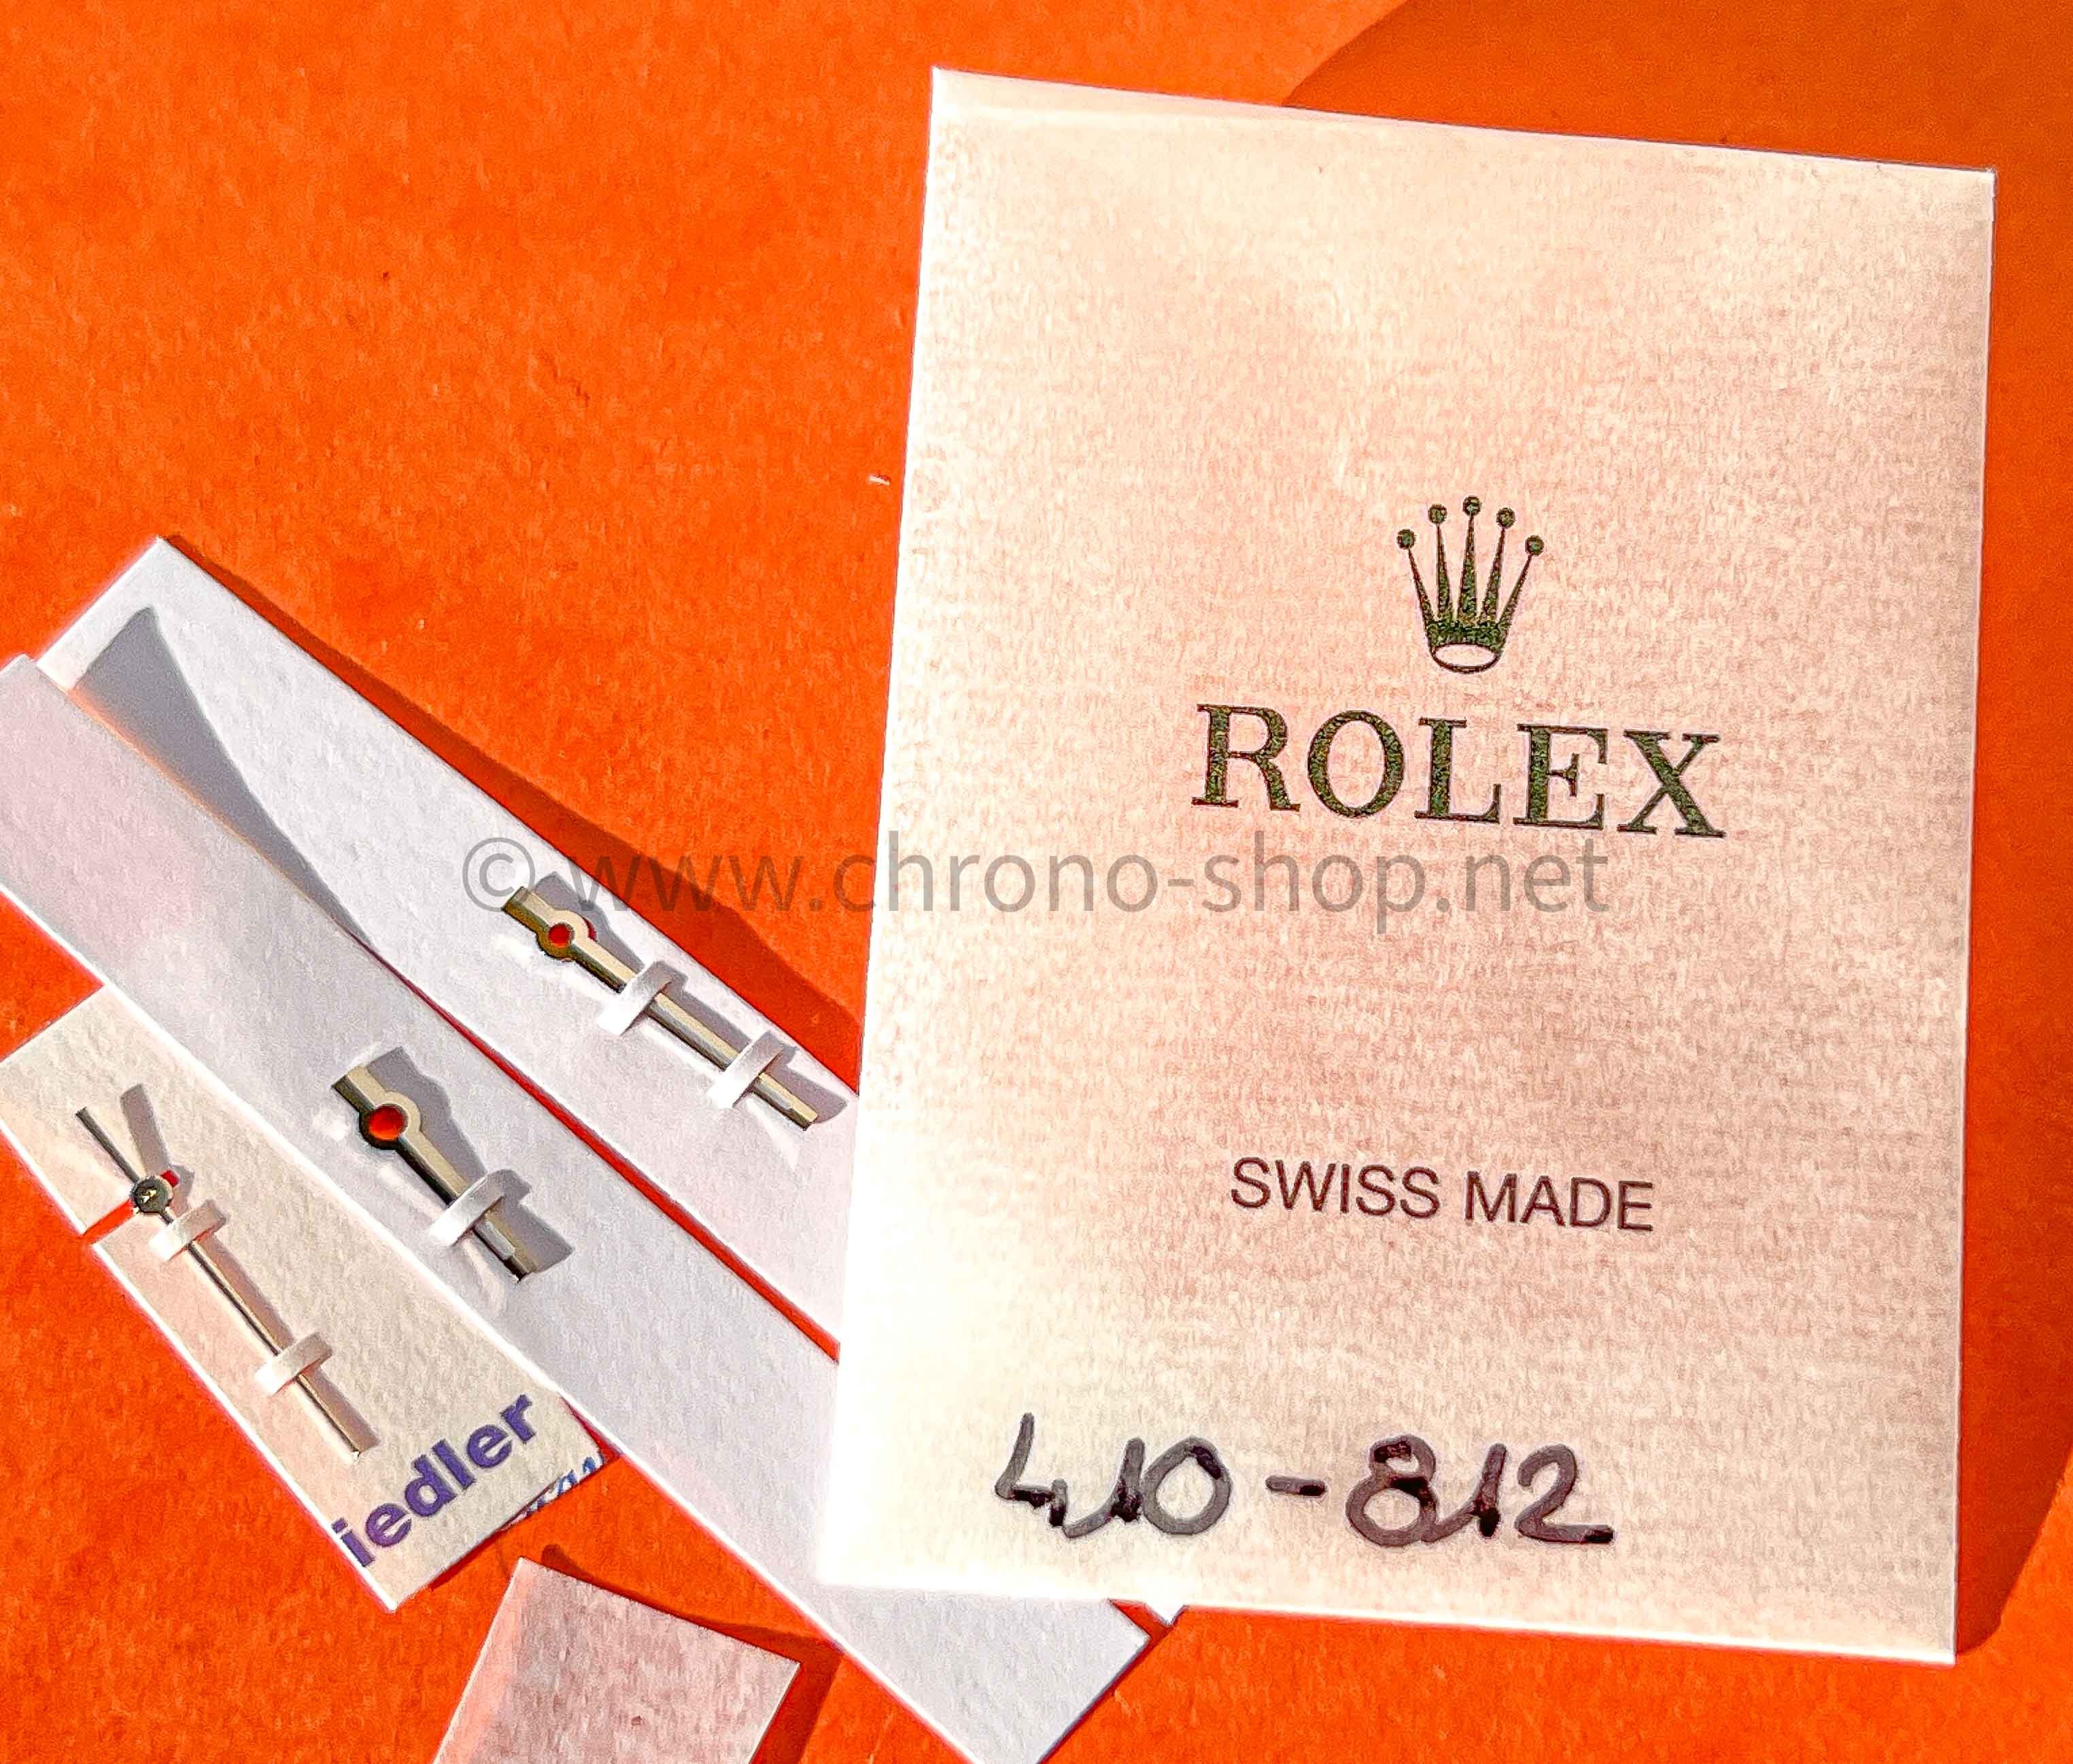 ROLEX
© www.chrono-shop.net
SWISS MADE
iedler
410-812